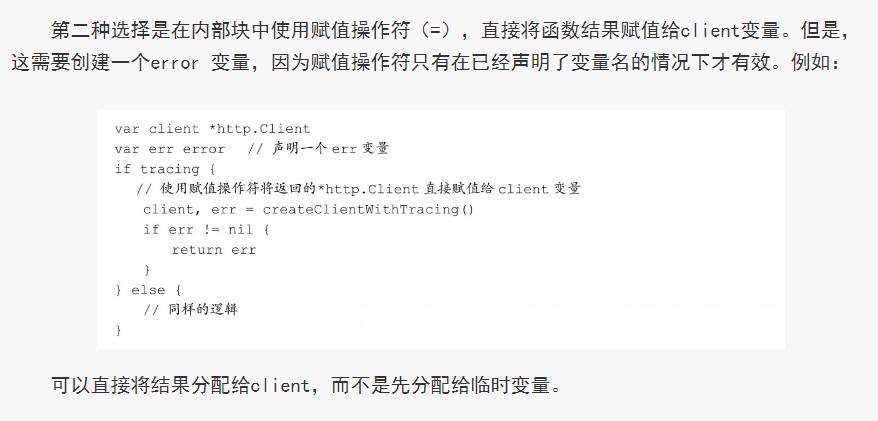 第二种选择是在内部块中使用赋值操作符（=），直接将函数结果赋值给client变量。但是，
这需要创建一个error 变量，因为赋值操作符只有在已经声明了变量名的情况下才有效。例如：
var client *http.Client
var err error // 声明一个 err 变量
if tracing {
// 使用赋值操作符将返回的*http.Client 直接赋值给 client 变量
client, err = createClientWithTracing()
if err != nil {
return err
}
} else {
// 同样的逻辑
}
可以直接将结果分配给client，而不是先分配给临时变量。